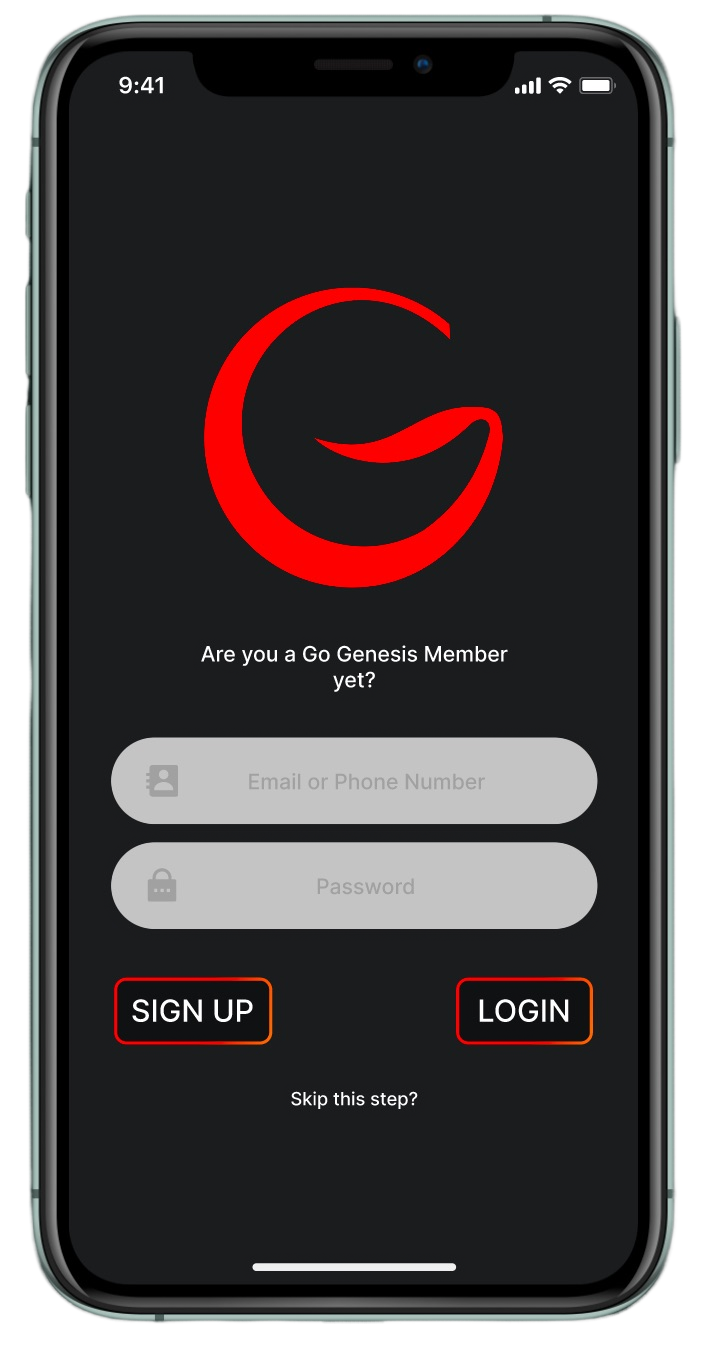 9:41
Are you a Go Genesis Member
yet?
Email or Phone Number
Password
SIGN UP
LOGIN
Skip this step?